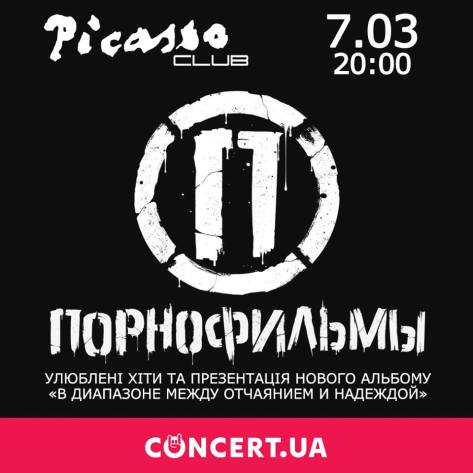 Picasso
CLUB
7.03
20:00
П
ПОРНОФИЛЬМЫ
УЛЮБЛЕНІ ХІТИ ТА ПРЕЗЕНТАЦІЯ НОВОГО АЛЬБОМУ
«В ДИАПАЗОНЕ МЕЖДУ ОТЧАЯНИЕМ И НАДЕЖДОЙ»
CONCERT.UA